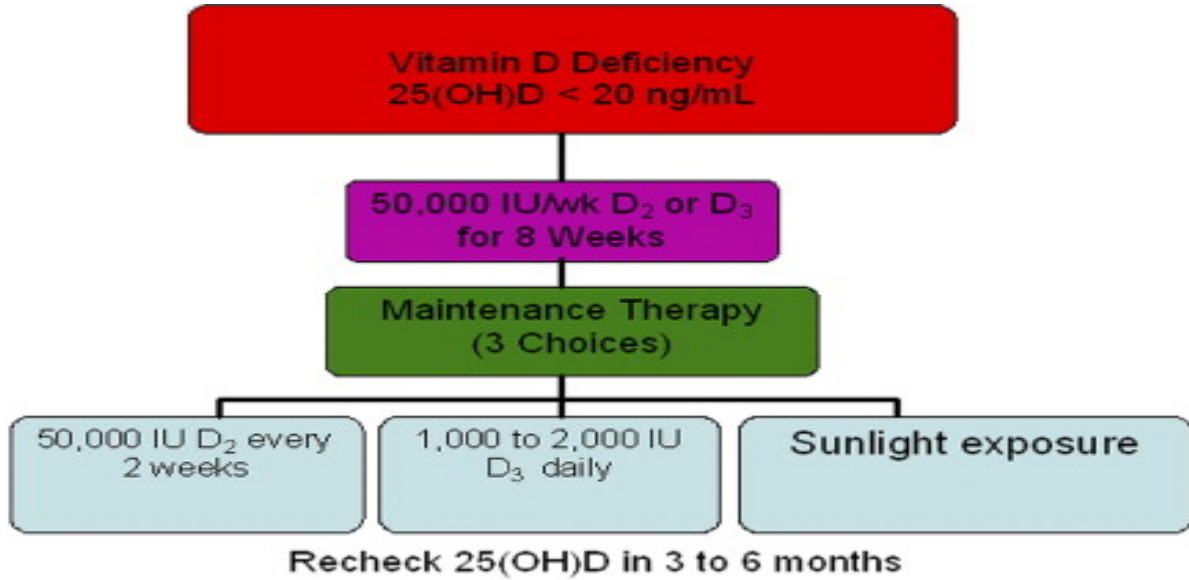 Vitamin D Deficiency
25(OH)D < 20 ng/mL
50,000 IU/wk D₂ or D₃
for 8 Weeks
Maintenance Therapy
(3 Choices)
50,000 IU D₂ every
2 weeks
1,000 to 2,000 IU
D₃ daily
Sunlight exposure
Recheck 25(OH)D in 3 to 6 months